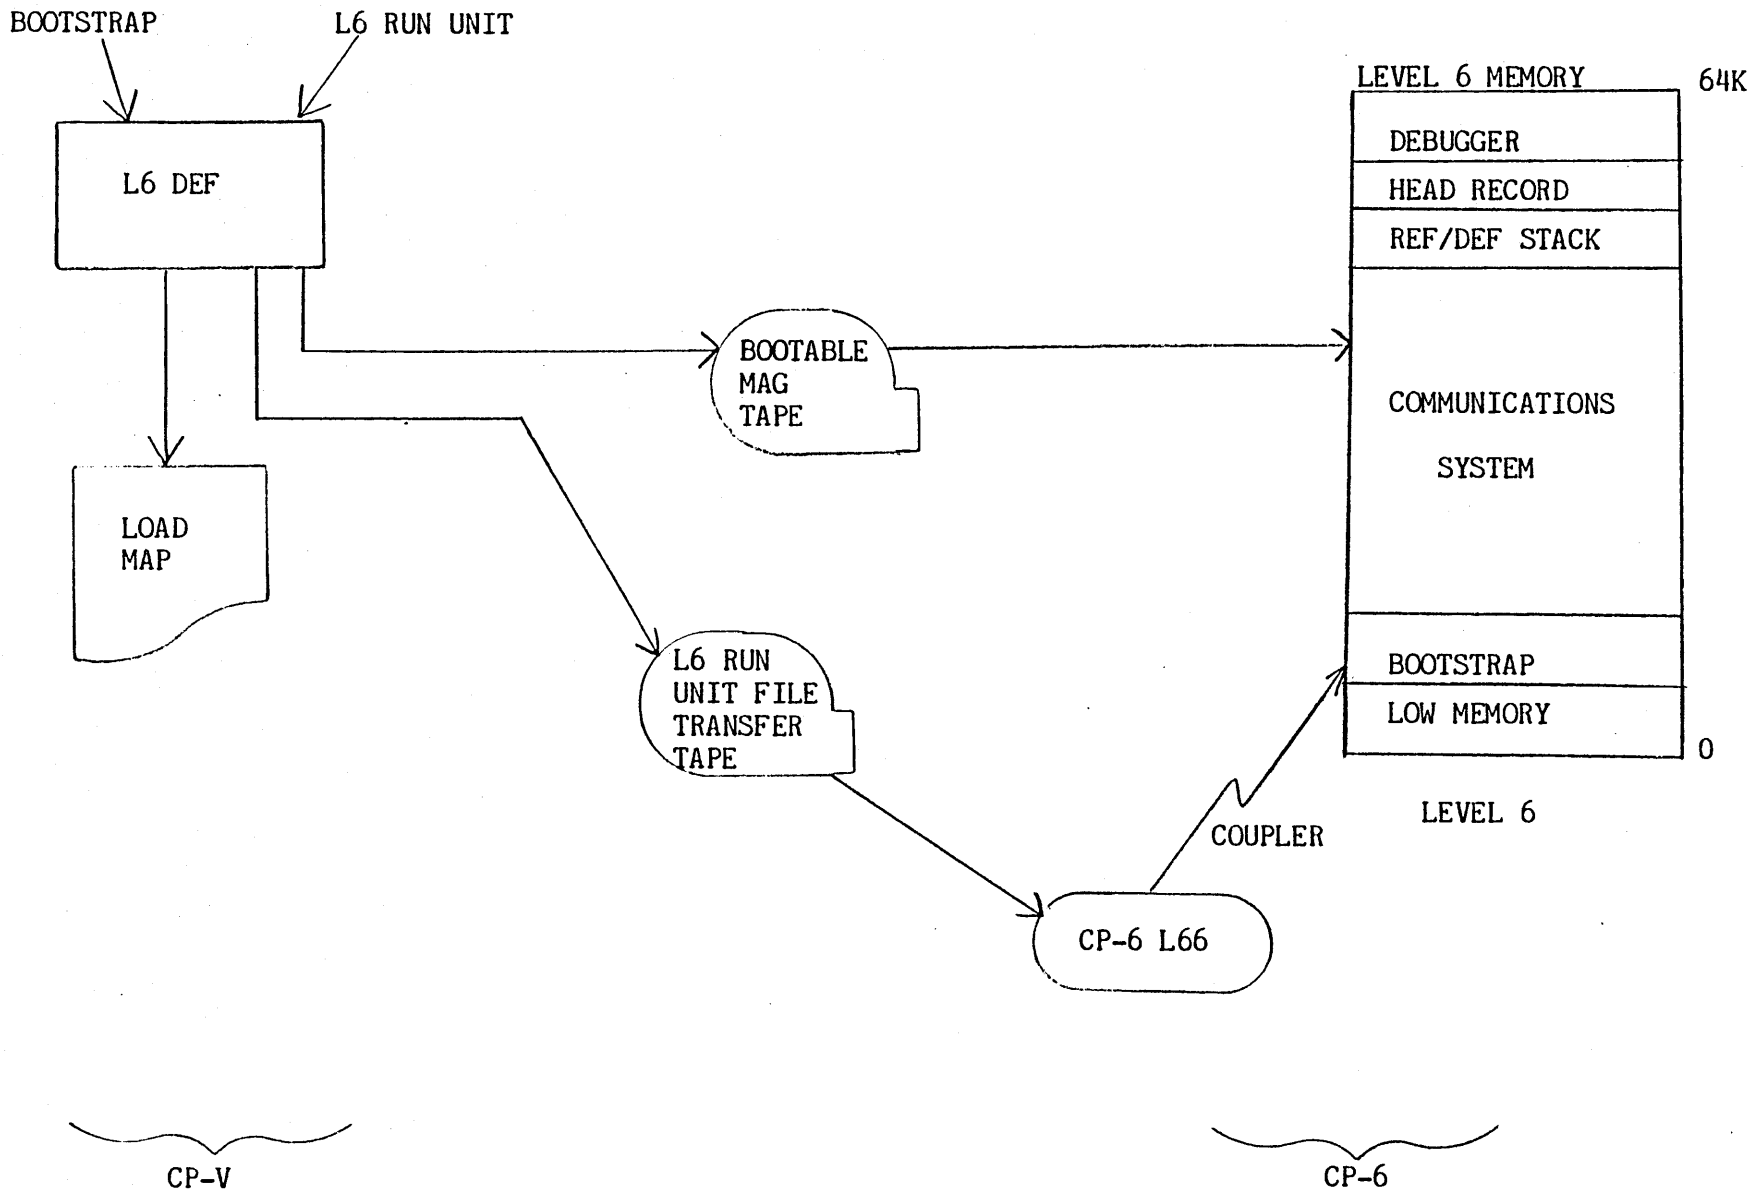 BOOTSTRAP
L6 RUN UNIT
L6 DEF
LOAD
MAP
BOOTABLE
MAG
TAPE
L6 RUN
UNIT FILE
TRANSFER
TAPE
CP-6 L66
COUPLER
LEVEL 6 MEMORY
64K
DEBUGGER
HEAD RECORD
REF/DEF STACK
COMMUNICATIONS
SYSTEM
BOOTSTRAP
LOW MEMORY
0
LEVEL 6
CP-V
CP-6